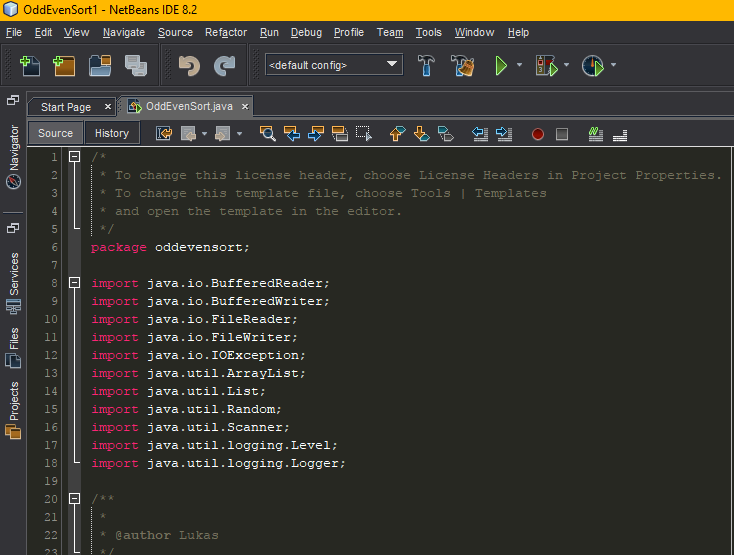 OddEvenSort1 - NetBeans IDE 8.2
File Edit View Navigate Source Refactor Run Debug Profile Team Tools Window Help
<default config>
Start Page × OddEvenSort.java ×
Source History
Navigator
Services
Files
Projects
1 /*
2 * To change this license header, choose License Headers in Project Properties.
3 * To change this template file, choose Tools | Templates
4 * and open the template in the editor.
5 */
6 package oddevensort;
7
8 import java.io.BufferedReader;
9 import java.io.BufferedWriter;
10 import java.io.FileReader;
11 import java.io.FileWriter;
12 import java.io.IOException;
13 import java.util.ArrayList;
14 import java.util.List;
15 import java.util.Random;
16 import java.util.Scanner;
17 import java.util.logging.Level;
18 import java.util.logging.Logger;
19
20 /**
21 *
22 * @author Lukas
23 */